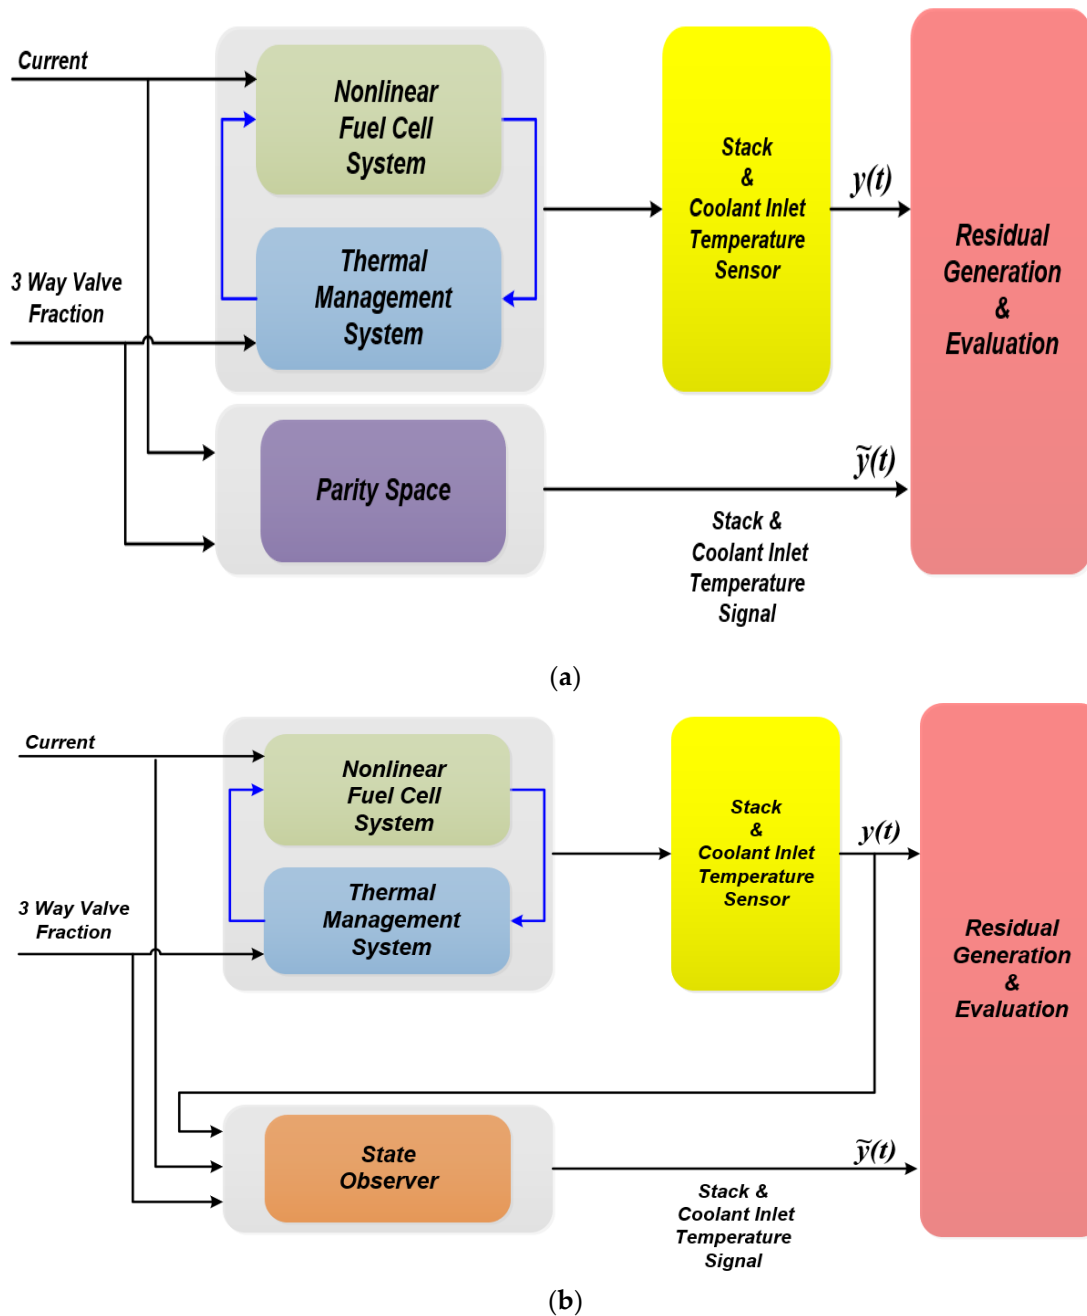 Current
3 Way Valve
Fraction
Nonlinear
Fuel Cell
System
Thermal
Management
System
Stack
&
Coolant Inlet
Temperature
Sensor
y(t)
Residual
Generation
&
Evaluation
Parity Space
ỹ(t)
Stack &
Coolant Inlet
Temperature
Signal
(a)
Current
3 Way Valve
Fraction
Nonlinear
Fuel Cell
System
Thermal
Management
System
Stack
&
Coolant Inlet
Temperature
Sensor
y(t)
Residual
Generation
&
Evaluation
State
Observer
ỹ(t)
Stack &
Coolant Inlet
Temperature
Signal
(b)